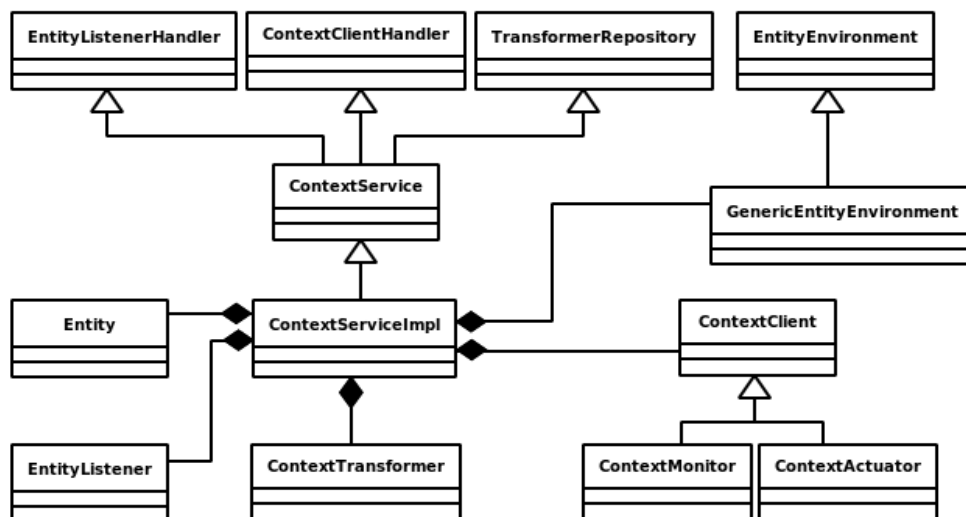 EntityListenerHandler
ContextClientHandler
TransformerRepository
EntityEnvironment
ContextService
GenericEntityEnvironment
Entity
ContextServiceImpl
ContextClient
EntityListener
ContextTransformer
ContextMonitor
ContextActuator